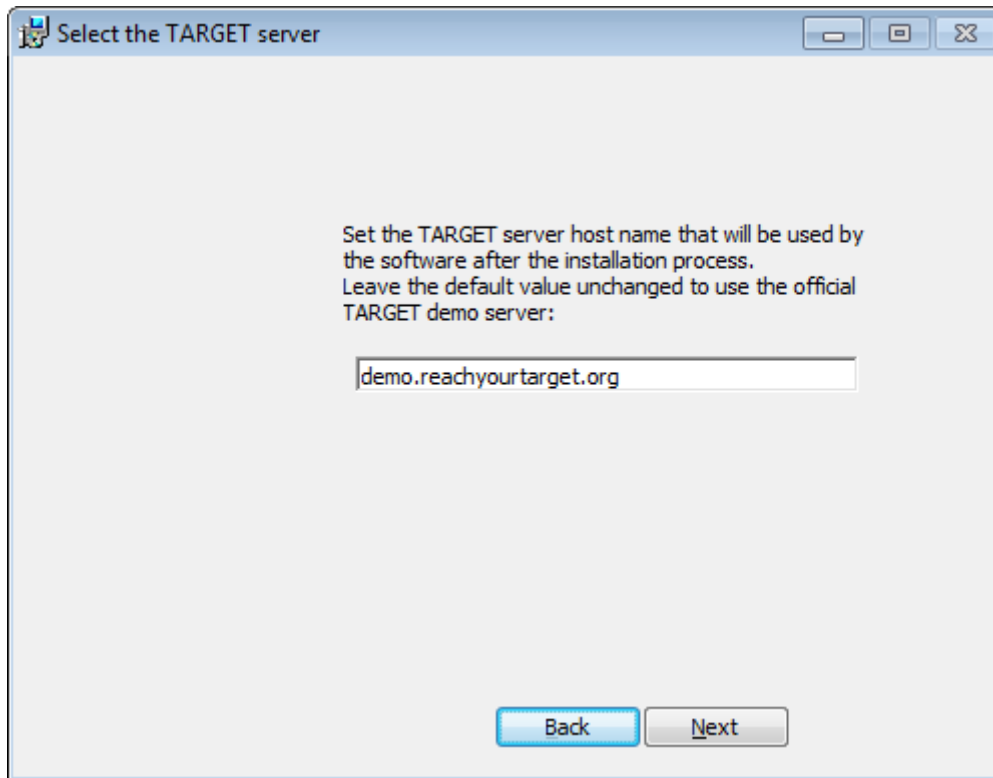 Select the TARGET server
Set the TARGET server host name that will be used by
the software after the installation process.
Leave the default value unchanged to use the official
TARGET demo server:
demo.reachyourtarget.org
Back
Next